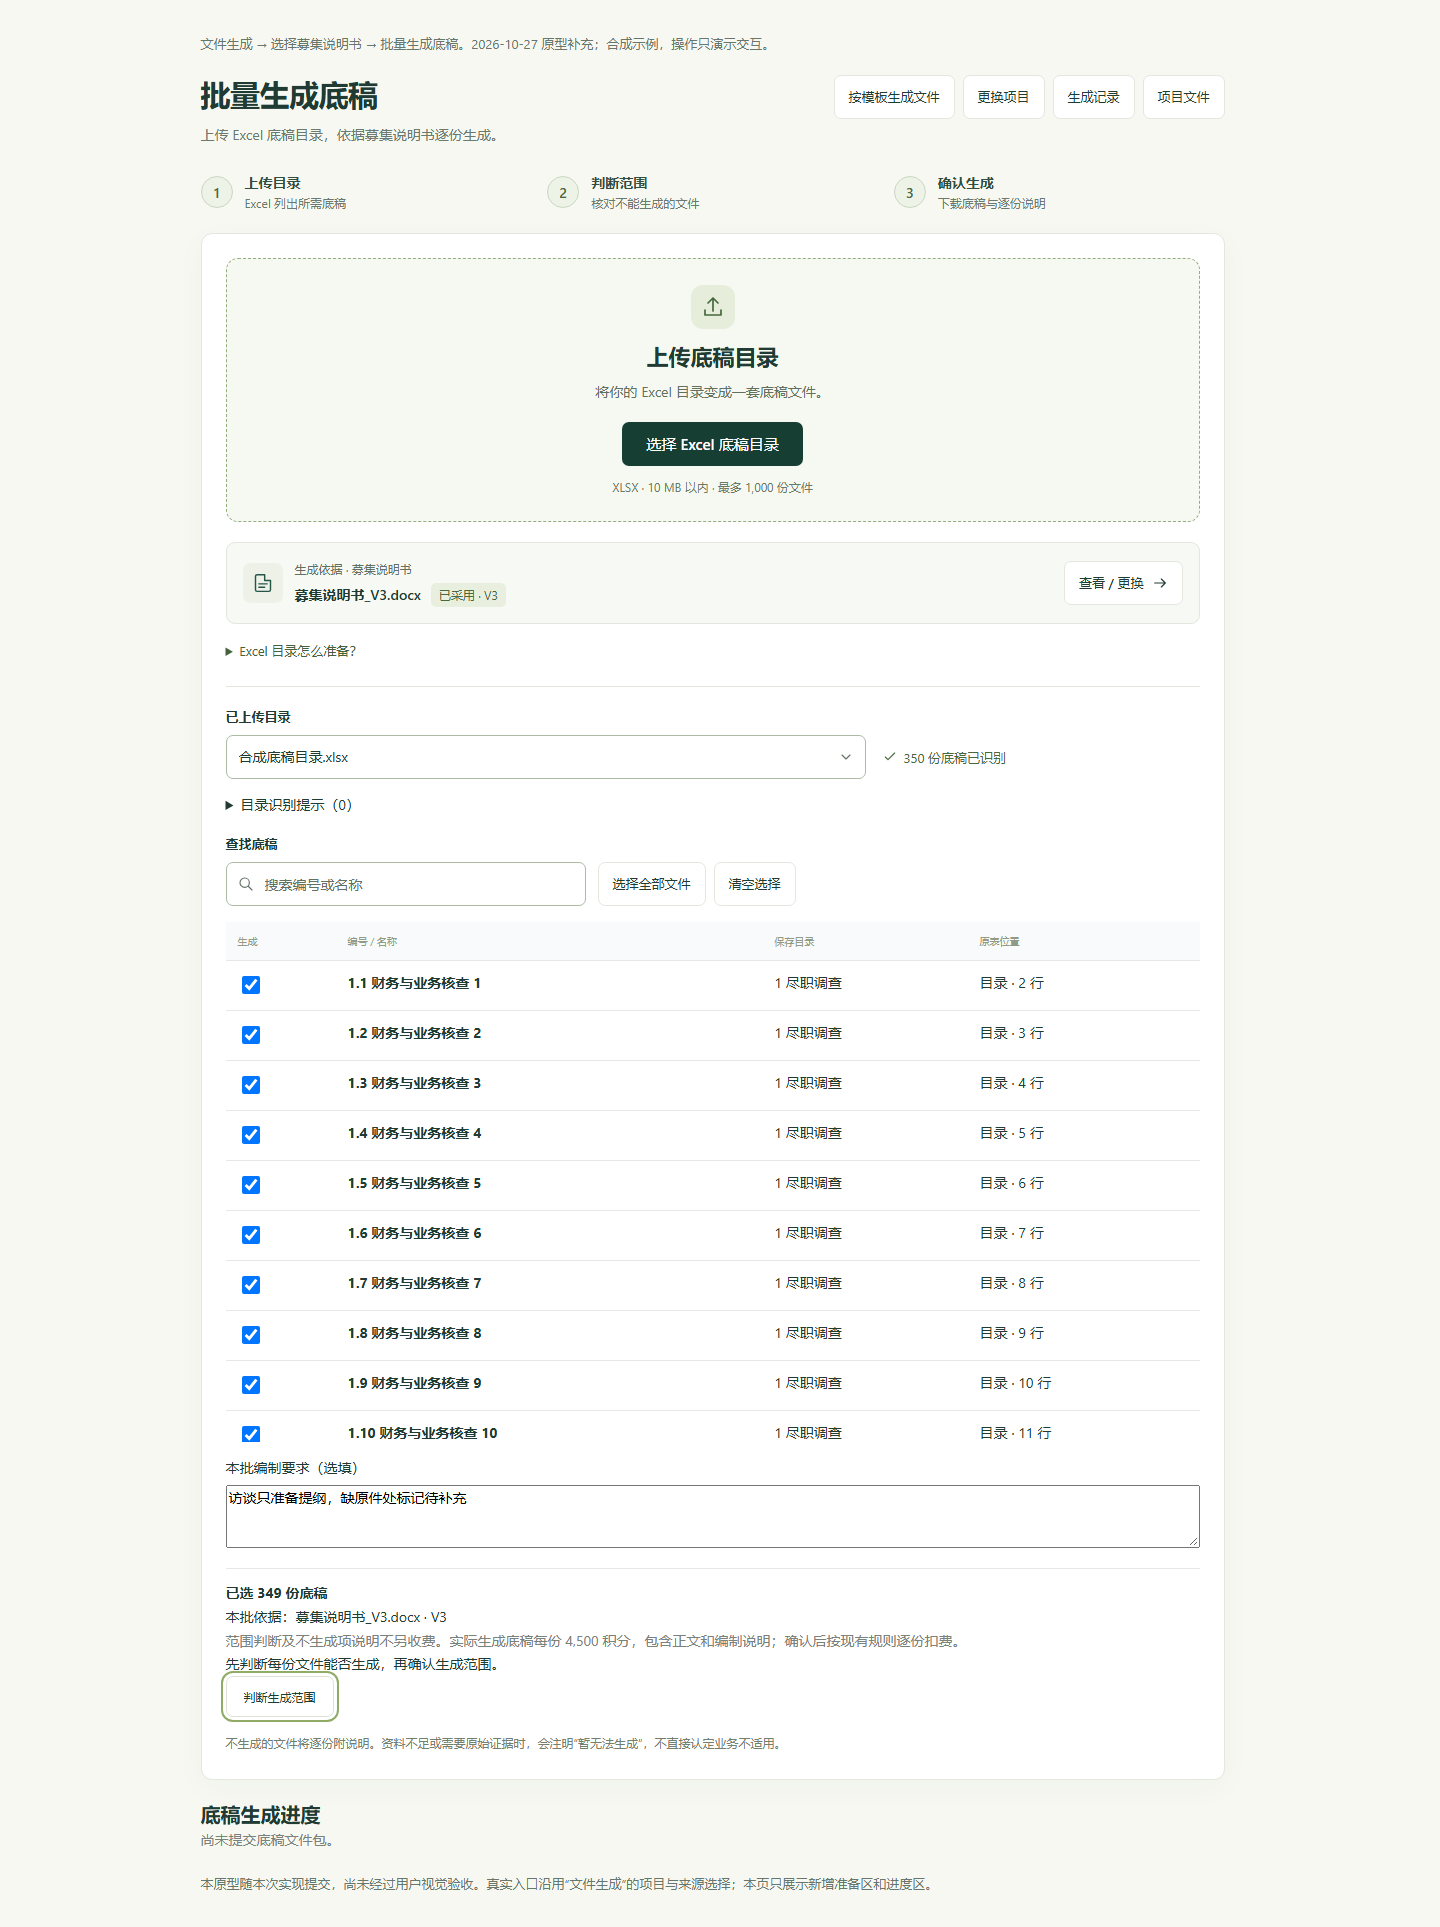 文件生成 → 选择募集说明书 → 批量生成底稿。2026-10-27 原型补充；合成示例，操作只演示交互。
批量生成底稿
按模板生成文件
更换项目
生成记录
项目文件
上传 Excel 底稿目录，依据募集说明书逐份生成。
1
上传目录
Excel 列出所需底稿
2
判断范围
核对不能生成的文件
3
确认生成
下载底稿与逐份说明
上传底稿目录
将你的 Excel 目录变成一套底稿文件。
选择 Excel 底稿目录
XLSX · 10 MB 以内 · 最多 1,000 份文件
生成依据 · 募集说明书
募集说明书_V3.docx 已采用 · V3
查看 / 更换 →
▶ Excel 目录怎么准备？
已上传目录
合成底稿目录.xlsx
✓ 350 份底稿已识别
▶ 目录识别提示（0）
查找底稿
搜索编号或名称
选择全部文件
清空选择
生成 编号 / 名称 保存目录 原表位置
1.1 财务与业务核查 1 1 尽职调查 目录 · 2 行
1.2 财务与业务核查 2 1 尽职调查 目录 · 3 行
1.3 财务与业务核查 3 1 尽职调查 目录 · 4 行
1.4 财务与业务核查 4 1 尽职调查 目录 · 5 行
1.5 财务与业务核查 5 1 尽职调查 目录 · 6 行
1.6 财务与业务核查 6 1 尽职调查 目录 · 7 行
1.7 财务与业务核查 7 1 尽职调查 目录 · 8 行
1.8 财务与业务核查 8 1 尽职调查 目录 · 9 行
1.9 财务与业务核查 9 1 尽职调查 目录 · 10 行
1.10 财务与业务核查 10 1 尽职调查 目录 · 11 行
本批编制要求（选填）
访谈只准备提纲，缺原件处标记待补充
已选 349 份底稿
本批依据：募集说明书_V3.docx · V3
范围判断及不生成项说明不另收费。实际生成底稿每份 4,500 积分，包含正文和编制说明；确认后按现有规则逐份扣费。
先判断每份文件能否生成，再确认生成范围。
判断生成范围
不生成的文件将逐份附说明。资料不足或需要原始证据时，会注明“暂无法生成”，不直接认定业务不适用。
底稿生成进度
尚未提交底稿文件包。
本原型随本次实现提交，尚未经过用户视觉验收。真实入口沿用“文件生成”的项目与来源选择；本页只展示新增准备区和进度区。